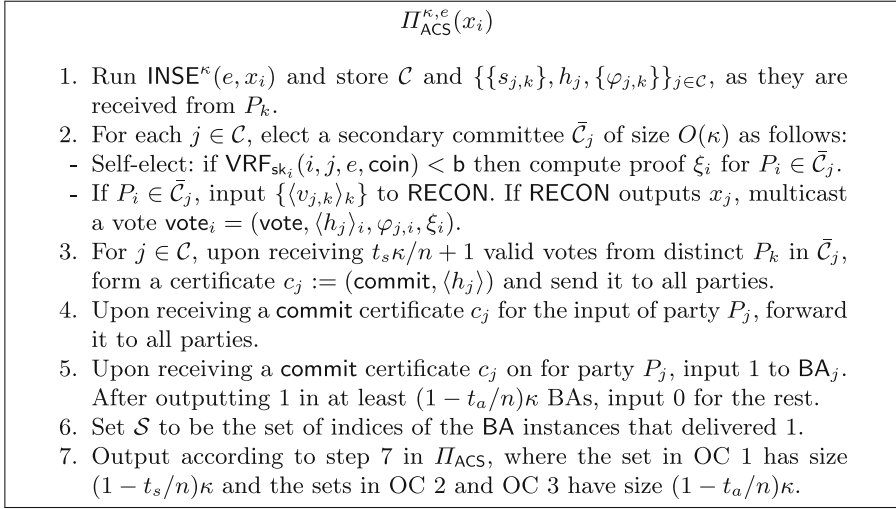 Π^{κ,e}_{ACS}(x_i)
1. Run INSE^κ(e, x_i) and store C and {{s_{j,k}}, h_j, {φ_{j,k}}}_{j∈C}, as they are
received from P_k.
2. For each j ∈ C, elect a secondary committee C̄_j of size O(κ) as follows:
- Self-elect: if VRF_{sk_i}(i, j, e, coin) < b then compute proof ξ_i for P_i ∈ C̄_j.
- If P_i ∈ C̄_j, input {⟨v_{j,k}⟩_k} to RECON. If RECON outputs x_j, multicast
a vote vote_i = (vote, ⟨h_j⟩_i, φ_{j,i}, ξ_i).
3. For j ∈ C, upon receiving t_sκ/n + 1 valid votes from distinct P_k in C̄_j,
form a certificate c_j := (commit, ⟨h_j⟩) and send it to all parties.
4. Upon receiving a commit certificate c_j for the input of party P_j, forward
it to all parties.
5. Upon receiving a commit certificate c_j on for party P_j, input 1 to BA_j.
After outputting 1 in at least (1 − t_a/n)κ BAs, input 0 for the rest.
6. Set S to be the set of indices of the BA instances that delivered 1.
7. Output according to step 7 in Π_{ACS}, where the set in OC 1 has size
(1 − t_s/n)κ and the sets in OC 2 and OC 3 have size (1 − t_a/n)κ.